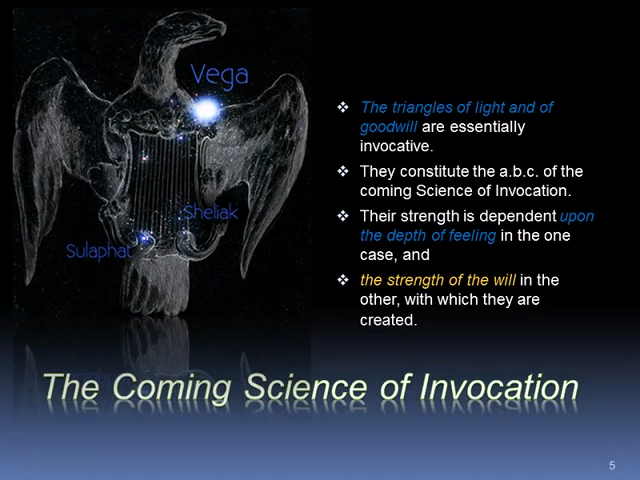 Vega
Sheliak
Sulaphat
❖ The triangles of light and of
goodwill are essentially
invocative.
❖ They constitute the a.b.c. of the
coming Science of Invocation.
❖ Their strength is dependent upon
the depth of feeling in the one
case, and
❖ the strength of the will in the
other, with which they are
created.
The Coming Science of Invocation
5